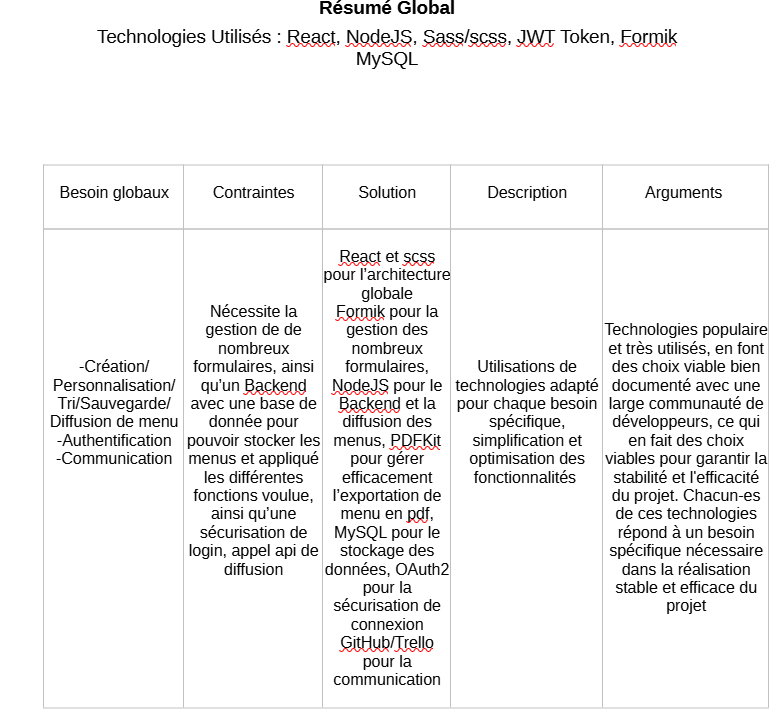 Résumé Global
Technologies Utilisés : React, NodeJS, Sass/scss, JWT Token, Formik
MySQL
Besoin globaux
Contraintes
Solution
Description
Arguments
-Création/
Personnalisation/
Tri/Sauvegarde/
Diffusion de menu
-Authentification
-Communication
Nécessite la
gestion de de
nombreux
formulaires, ainsi
qu’un Backend
avec une base de
donnée pour
pouvoir stocker les
menus et appliqué
les différentes
fonctions voulue,
ainsi qu’une
sécurisation de
login, appel api de
diffusion
React et scss
pour l’architecture
globale
Formik pour la
gestion des
nombreux
formulaires,
NodeJS pour le
Backend et la
diffusion des
menus, PDFKit
pour gérer
efficacement
l’exportation de
menu en pdf,
MySQL pour le
stockage des
données, OAuth2
pour la
sécurisation de
connexion
GitHub/Trello
pour la
communication
Utilisations de
technologies adapté
pour chaque besoin
spécifique,
simplification et
optimisation des
fonctionnalités
Technologies populaire
et très utilisés, en font
des choix viable bien
documenté avec une
large communauté de
développeurs, ce qui
en fait des choix
viables pour garantir la
stabilité et l'efficacité
du projet. Chacun-es
de ces technologies
répond à un besoin
spécifique nécessaire
dans la réalisation
stable et efficace du
projet